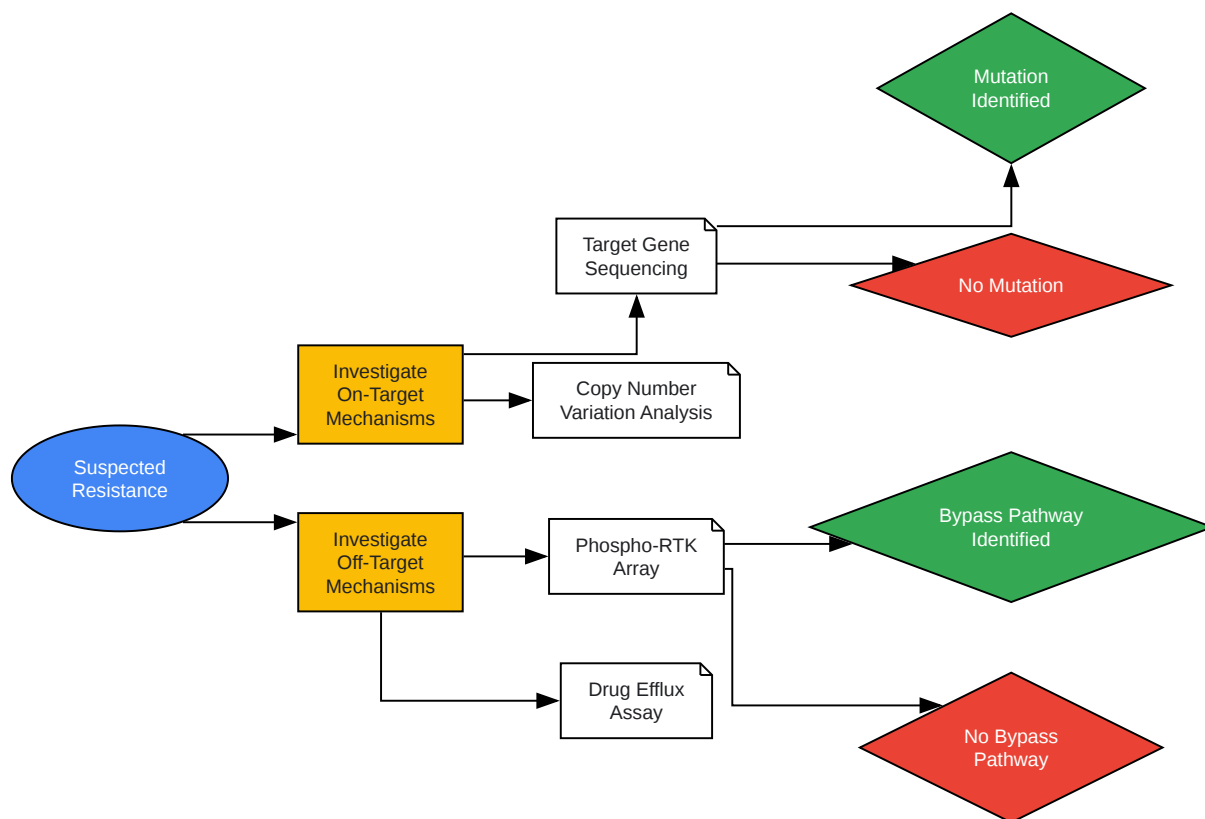 Mutation
Identified
Target Gene
Sequencing
No Mutation
Investigate
On-Target
Mechanisms
Copy Number
Variation Analysis
Suspected
Resistance
Bypass Pathway
Identified
Investigate
Off-Target
Mechanisms
Phospho-RTK
Array
Drug Efflux
Assay
No Bypass
Pathway